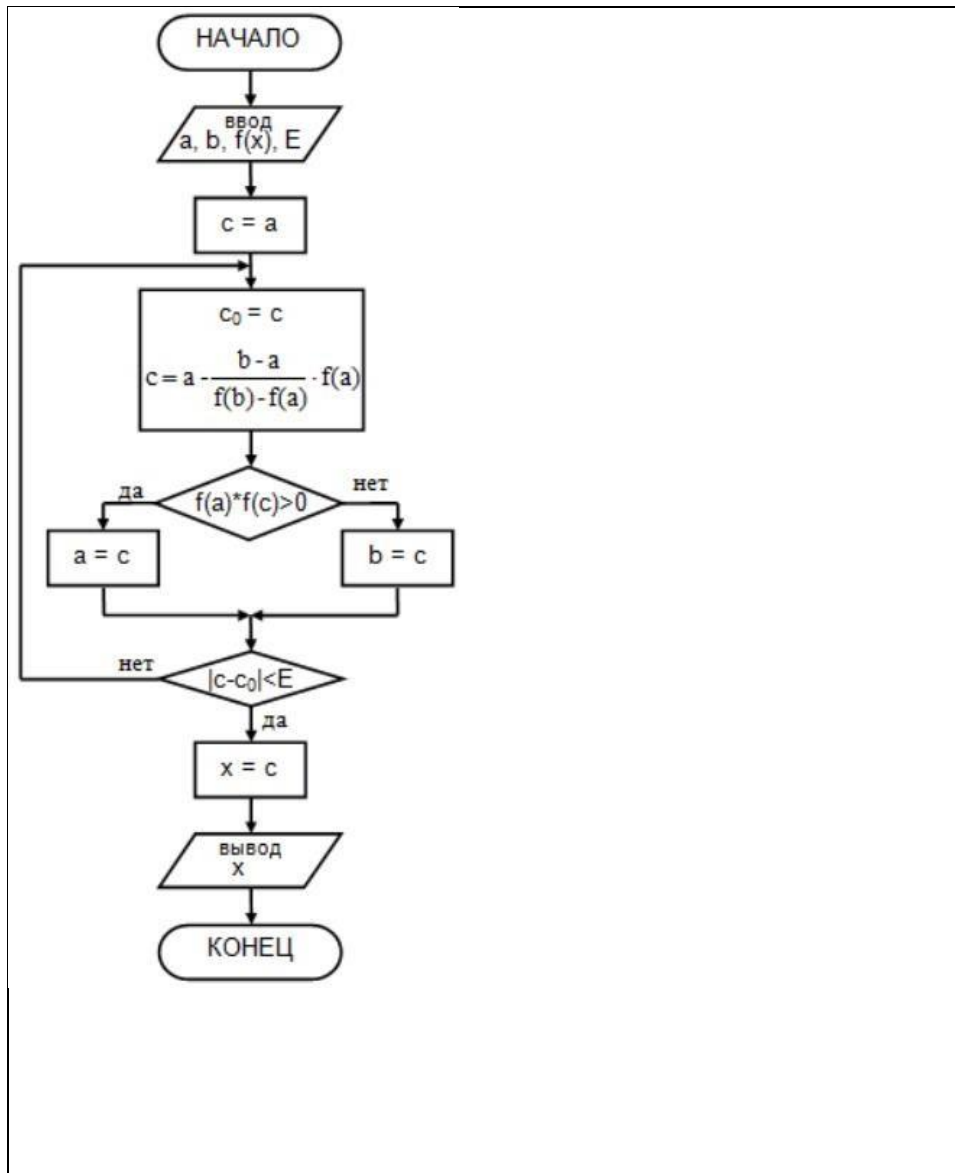 НАЧАЛО
ввод
a, b, f(x), E
c = a
c₀ = c
c = a - (b - a)/(f(b) - f(a)) · f(a)
да
f(a)*f(c)>0
нет
a = c
b = c
нет
|c-c₀|<E
да
x = c
вывод
x
КОНЕЦ